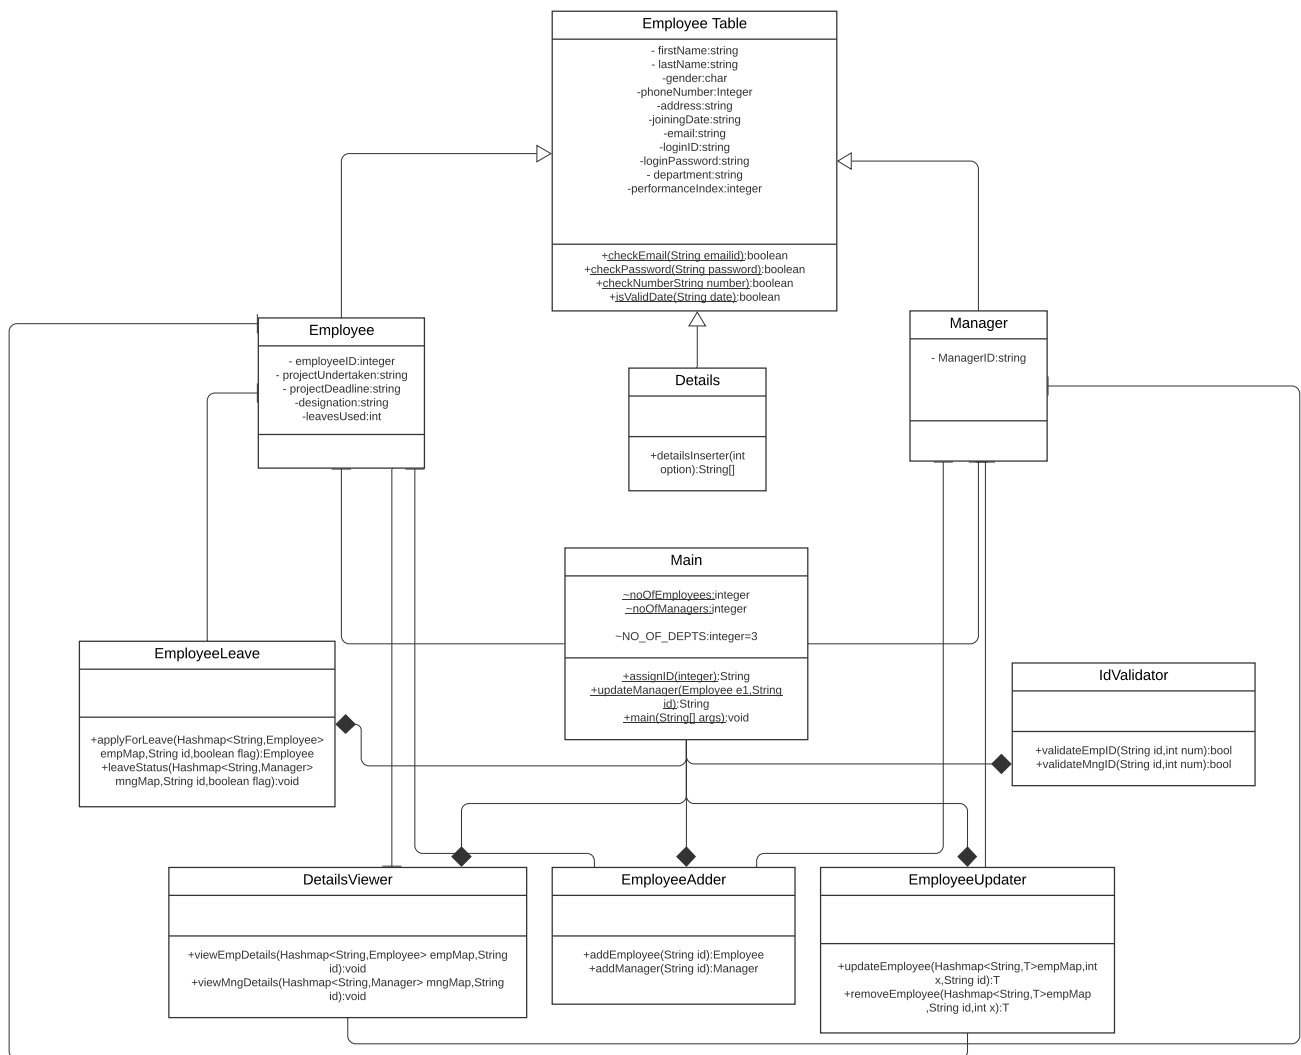 Employee Table
- firstName:string
- lastName:string
-gender:char
-phoneNumber:Integer
-address:string
-joiningDate:string
-email:string
-loginID:string
-loginPassword:string
- department:string
-performanceIndex:integer
+checkEmail(String emailid):boolean
+checkPassword(String password):boolean
+checkNumberString number):boolean
+isValidDate(String date):boolean
Employee
- employeeID:integer
- projectUndertaken:string
- projectDeadline:string
-designation:string
-leavesUsed:int
Details
+detailsInserter(int
option):String[]
Manager
- ManagerID:string
Main
~noOfEmployees:integer
~noOfManagers:integer
~NO_OF_DEPTS:integer=3
+assignID(integer):String
+updateManager(Employee e1,String
id):String
+main(String[] args):void
EmployeeLeave
+applyForLeave(Hashmap<String,Employee>
empMap,String id,boolean flag):Employee
+leaveStatus(Hashmap<String,Manager>
mngMap,String id,boolean flag):void
IdValidator
+validateEmpID(String id,int num):bool
+validateMngID(String id,int num):bool
DetailsViewer
+viewEmpDetails(Hashmap<String,Employee> empMap,String
id):void
+viewMngDetails(Hashmap<String,Manager> mngMap,String
id):void
EmployeeAdder
+addEmployee(String id):Employee
+addManager(String id):Manager
EmployeeUpdater
+updateEmployee(Hashmap<String,T>empMap,int
x,String id):T
+removeEmployee(Hashmap<String,T>empMap
,String id,int x):T